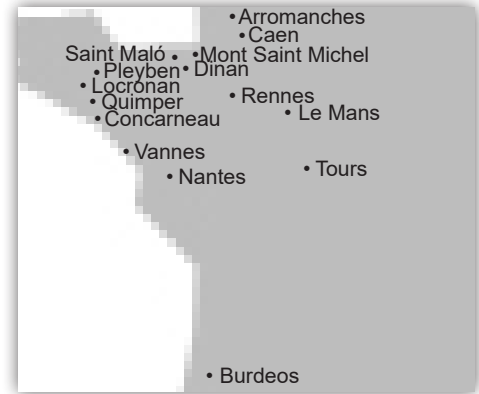 Arromanches
Caen
Saint Maló
Mont Saint Michel
Pleyben
Dinan
Locronan
Quimper
Rennes
Concarneau
Le Mans
Vannes
Nantes
Tours
Burdeos